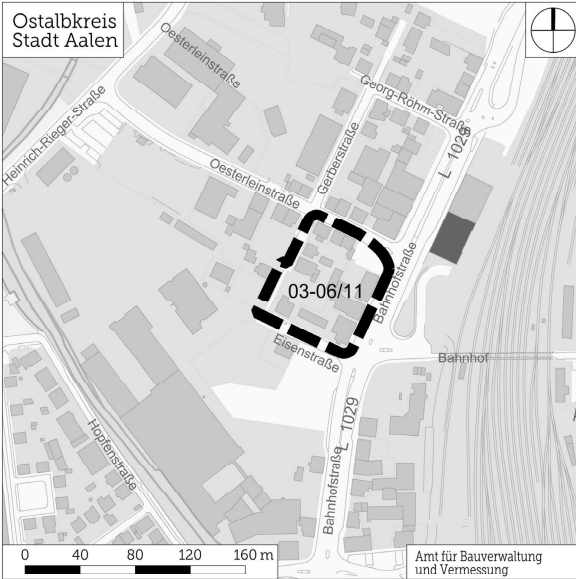 Ostalbkreis
Stadt Aalen
Oesterleinstraße
Georg-Röhm-Straße
Heinrich-Rieger-Straße
L 1029
Gerberstraße
Oesterleinstraße
03-06/11
Bahnhofstraße
Eisenstraße
Bahnhof
L 1029
Hopfenstraße
Bahnhofstraße
0 40 80 120 160 m
Amt für Bauverwaltung
und Vermessung